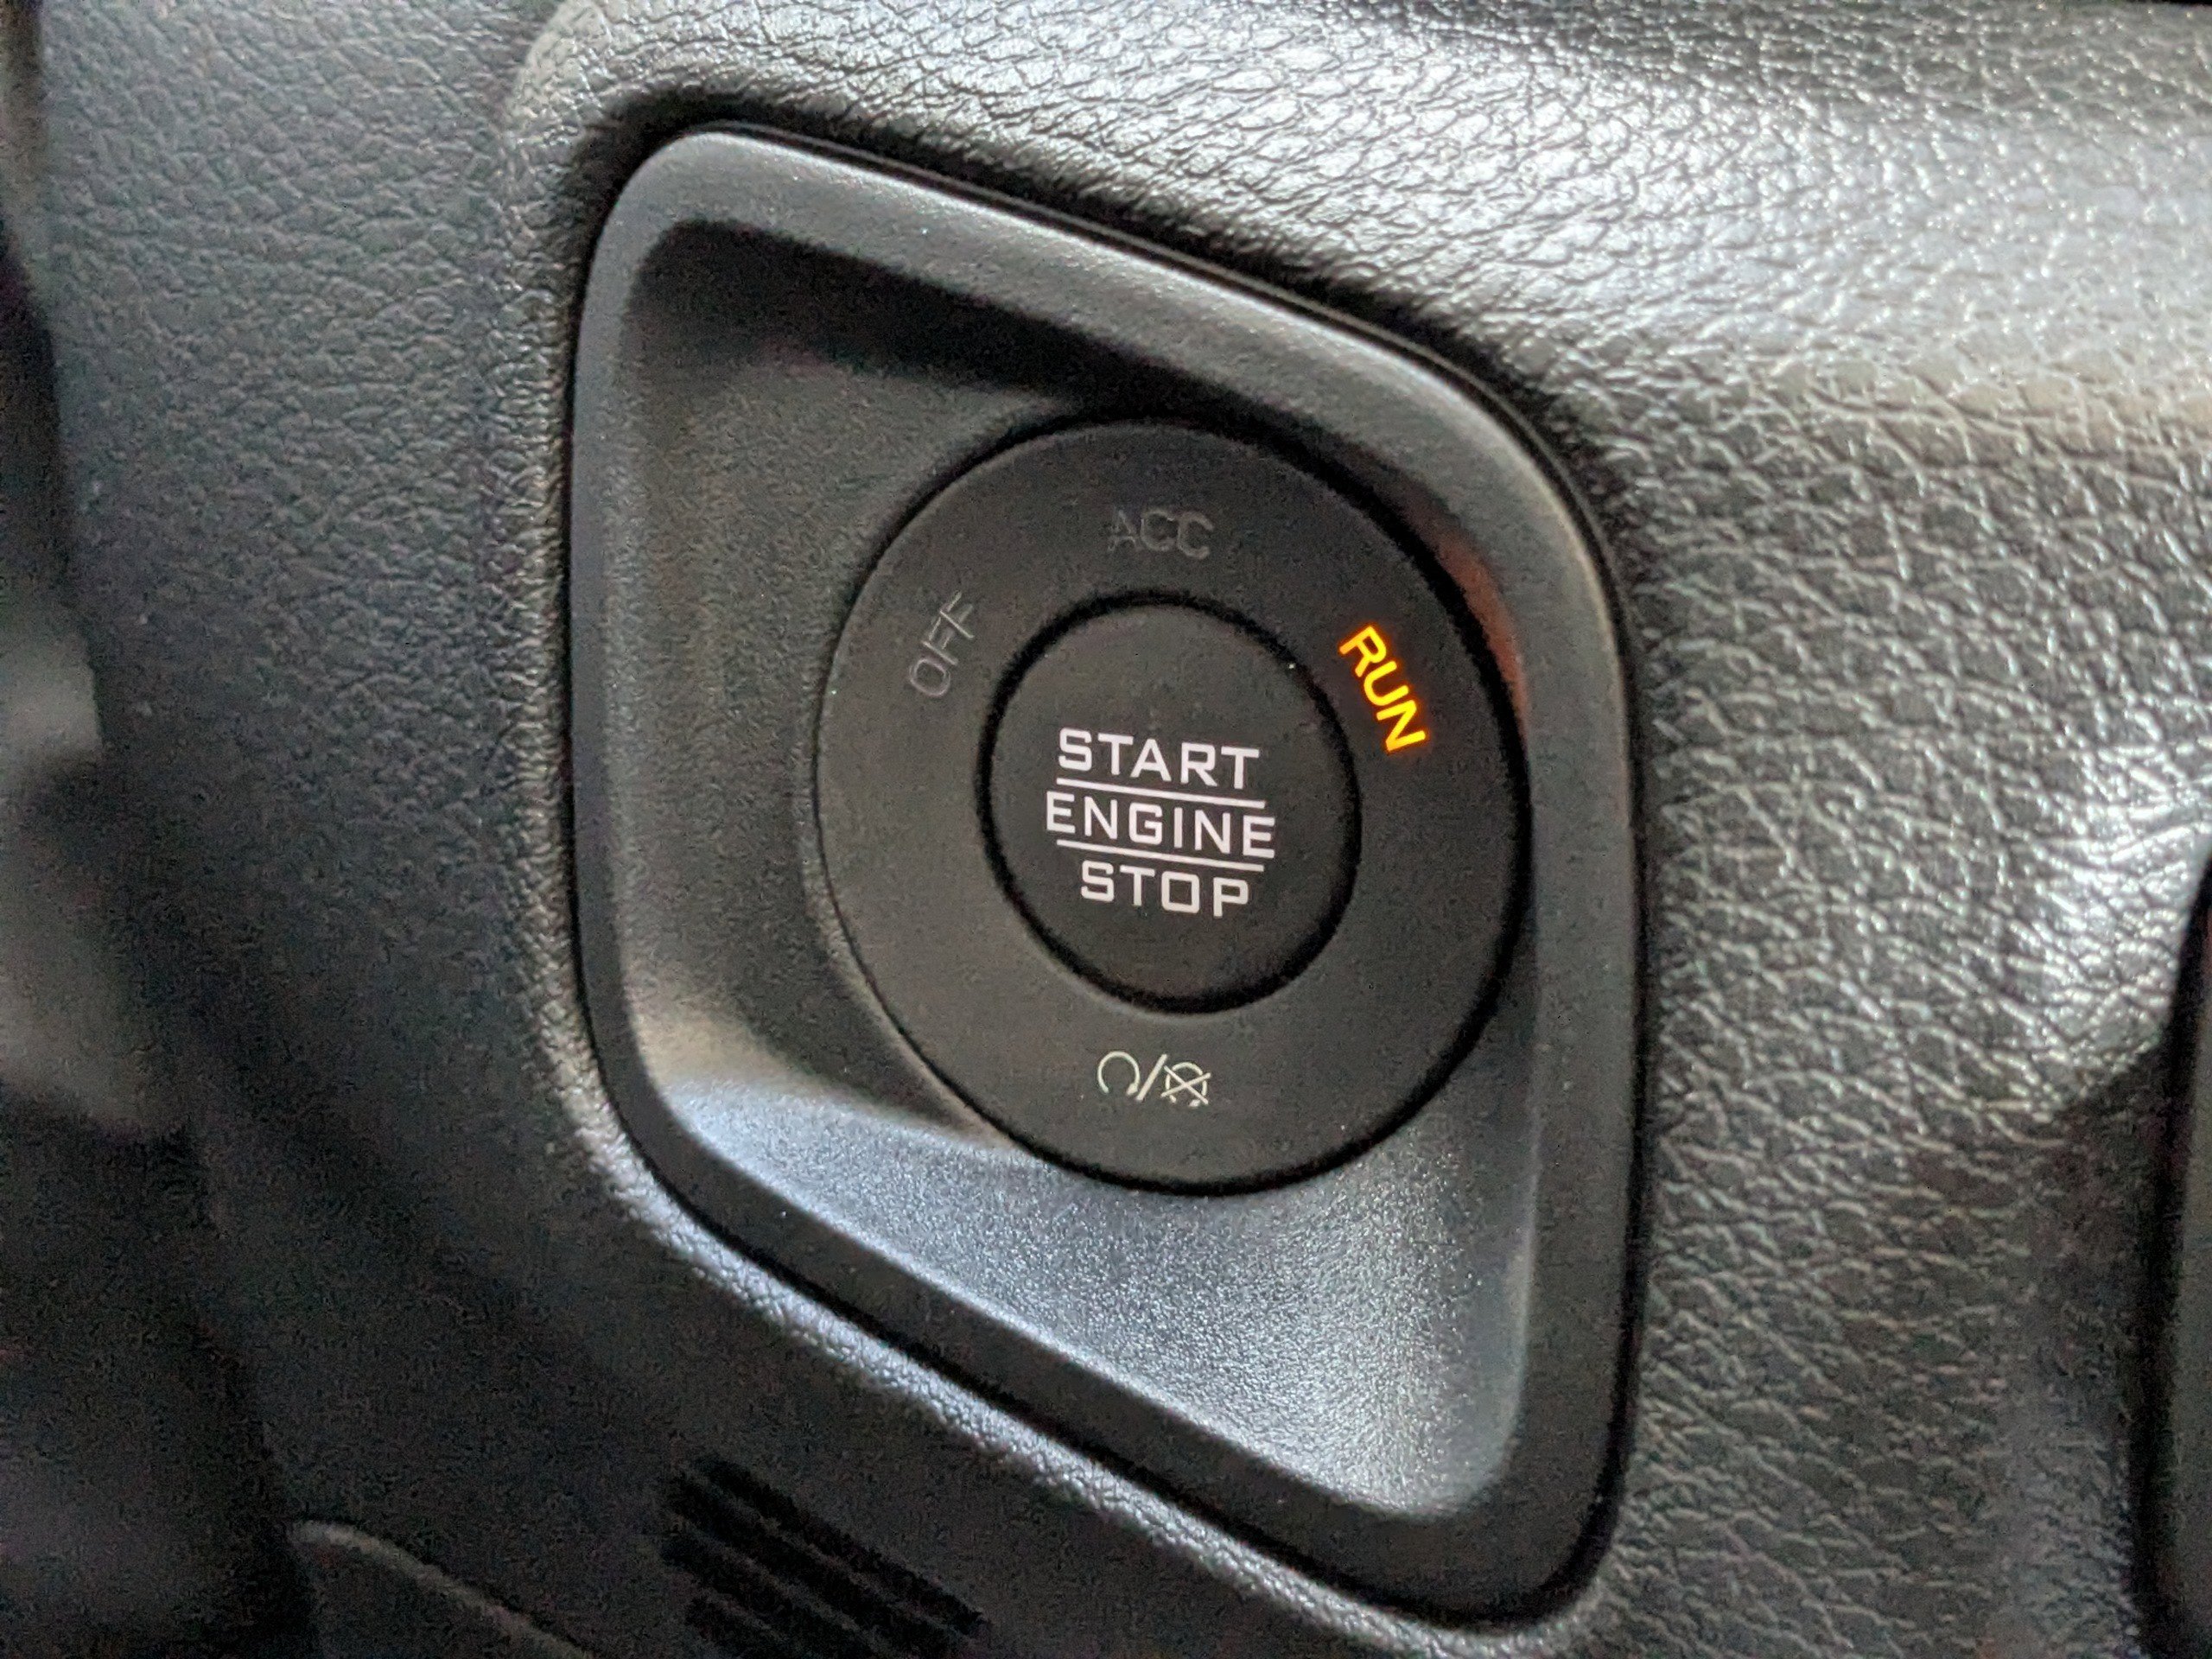 ACC
OFF
RUN
START
ENGINE
STOP